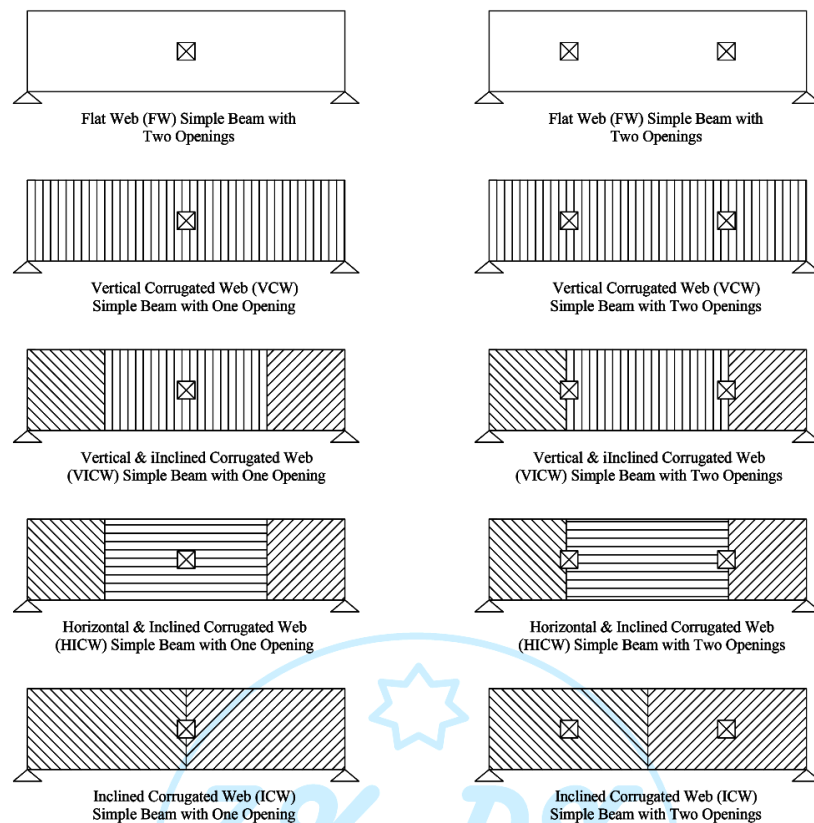 Flat Web (FW) Simple Beam with
Two Openings
Flat Web (FW) Simple Beam with
Two Openings
Vertical Corrugated Web (VCW)
Simple Beam with One Opening
Vertical Corrugated Web (VCW)
Simple Beam with Two Openings
Vertical & iInclined Corrugated Web
(VICW) Simple Beam with One Opening
Vertical & iInclined Corrugated Web
(VICW) Simple Beam with Two Openings
Horizontal & Inclined Corrugated Web
(HICW) Simple Beam with One Opening
Horizontal & Inclined Corrugated Web
(HICW) Simple Beam with Two Openings
Inclined Corrugated Web (ICW)
Simple Beam with One Opening
Inclined Corrugated Web (ICW)
Simple Beam with Two Openings